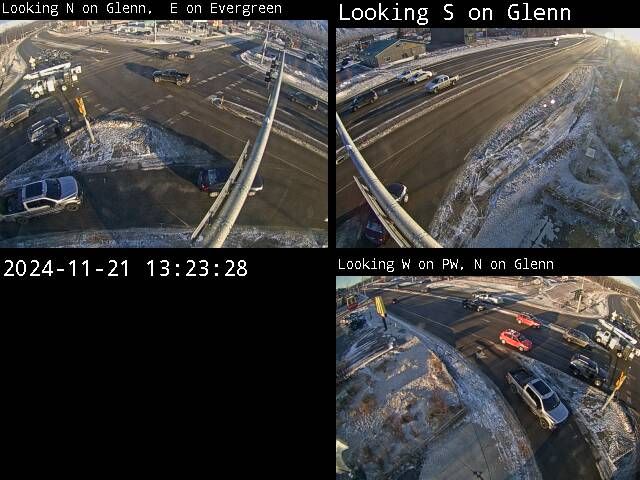 Looking N on Glenn,  E on Evergreen
Looking S on Glenn
2024-11-21 13:23:28
Looking W on PW, N on Glenn